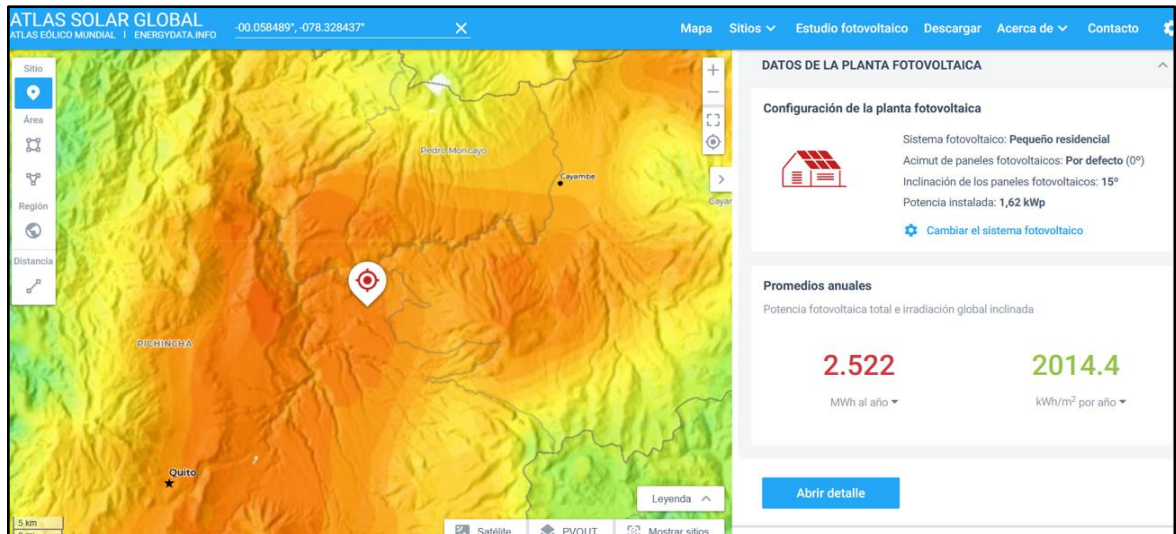 ATLAS SOLAR GLOBAL
ATLAS EÓLICO MUNDIAL | ENERGYDATA.INFO
-00.058489°, -078.328437°
Mapa Sitios Estudio fotovoltaico Descargar Acerca de Contacto
Sitio
Área
Región
Distancia
Pedro Moncayo
Cayambe
PICHINCHA
Quito
5 km
Leyenda
Satélite PVOUT Mostrar sitios
DATOS DE LA PLANTA FOTOVOLTAICA
Configuración de la planta fotovoltaica
Sistema fotovoltaico: Pequeño residencial
Acimut de paneles fotovoltaicos: Por defecto (0º)
Inclinación de los paneles fotovoltaicos: 15º
Potencia instalada: 1,62 kWp
Cambiar el sistema fotovoltaico
Promedios anuales
Potencia fotovoltaica total e irradiación global inclinada
2.522 2014.4
MWh al año kWh/m² por año
Abrir detalle